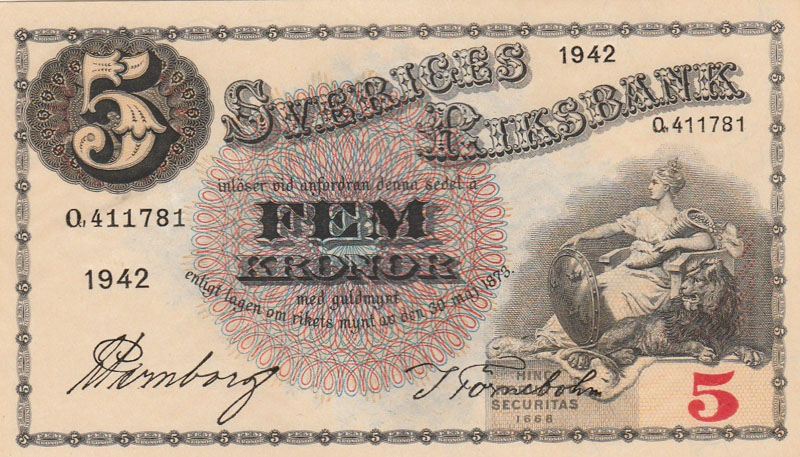 5
SVERIGES
RIKSBANK
1942
411781
inlöser vid anfordran denna sedel å
FEM
KRONOR
med guldmynt
enligt lagen om rikets mynt av den 30 maj 1873.
411781
1942
HINC
SECURITAS
1668
5